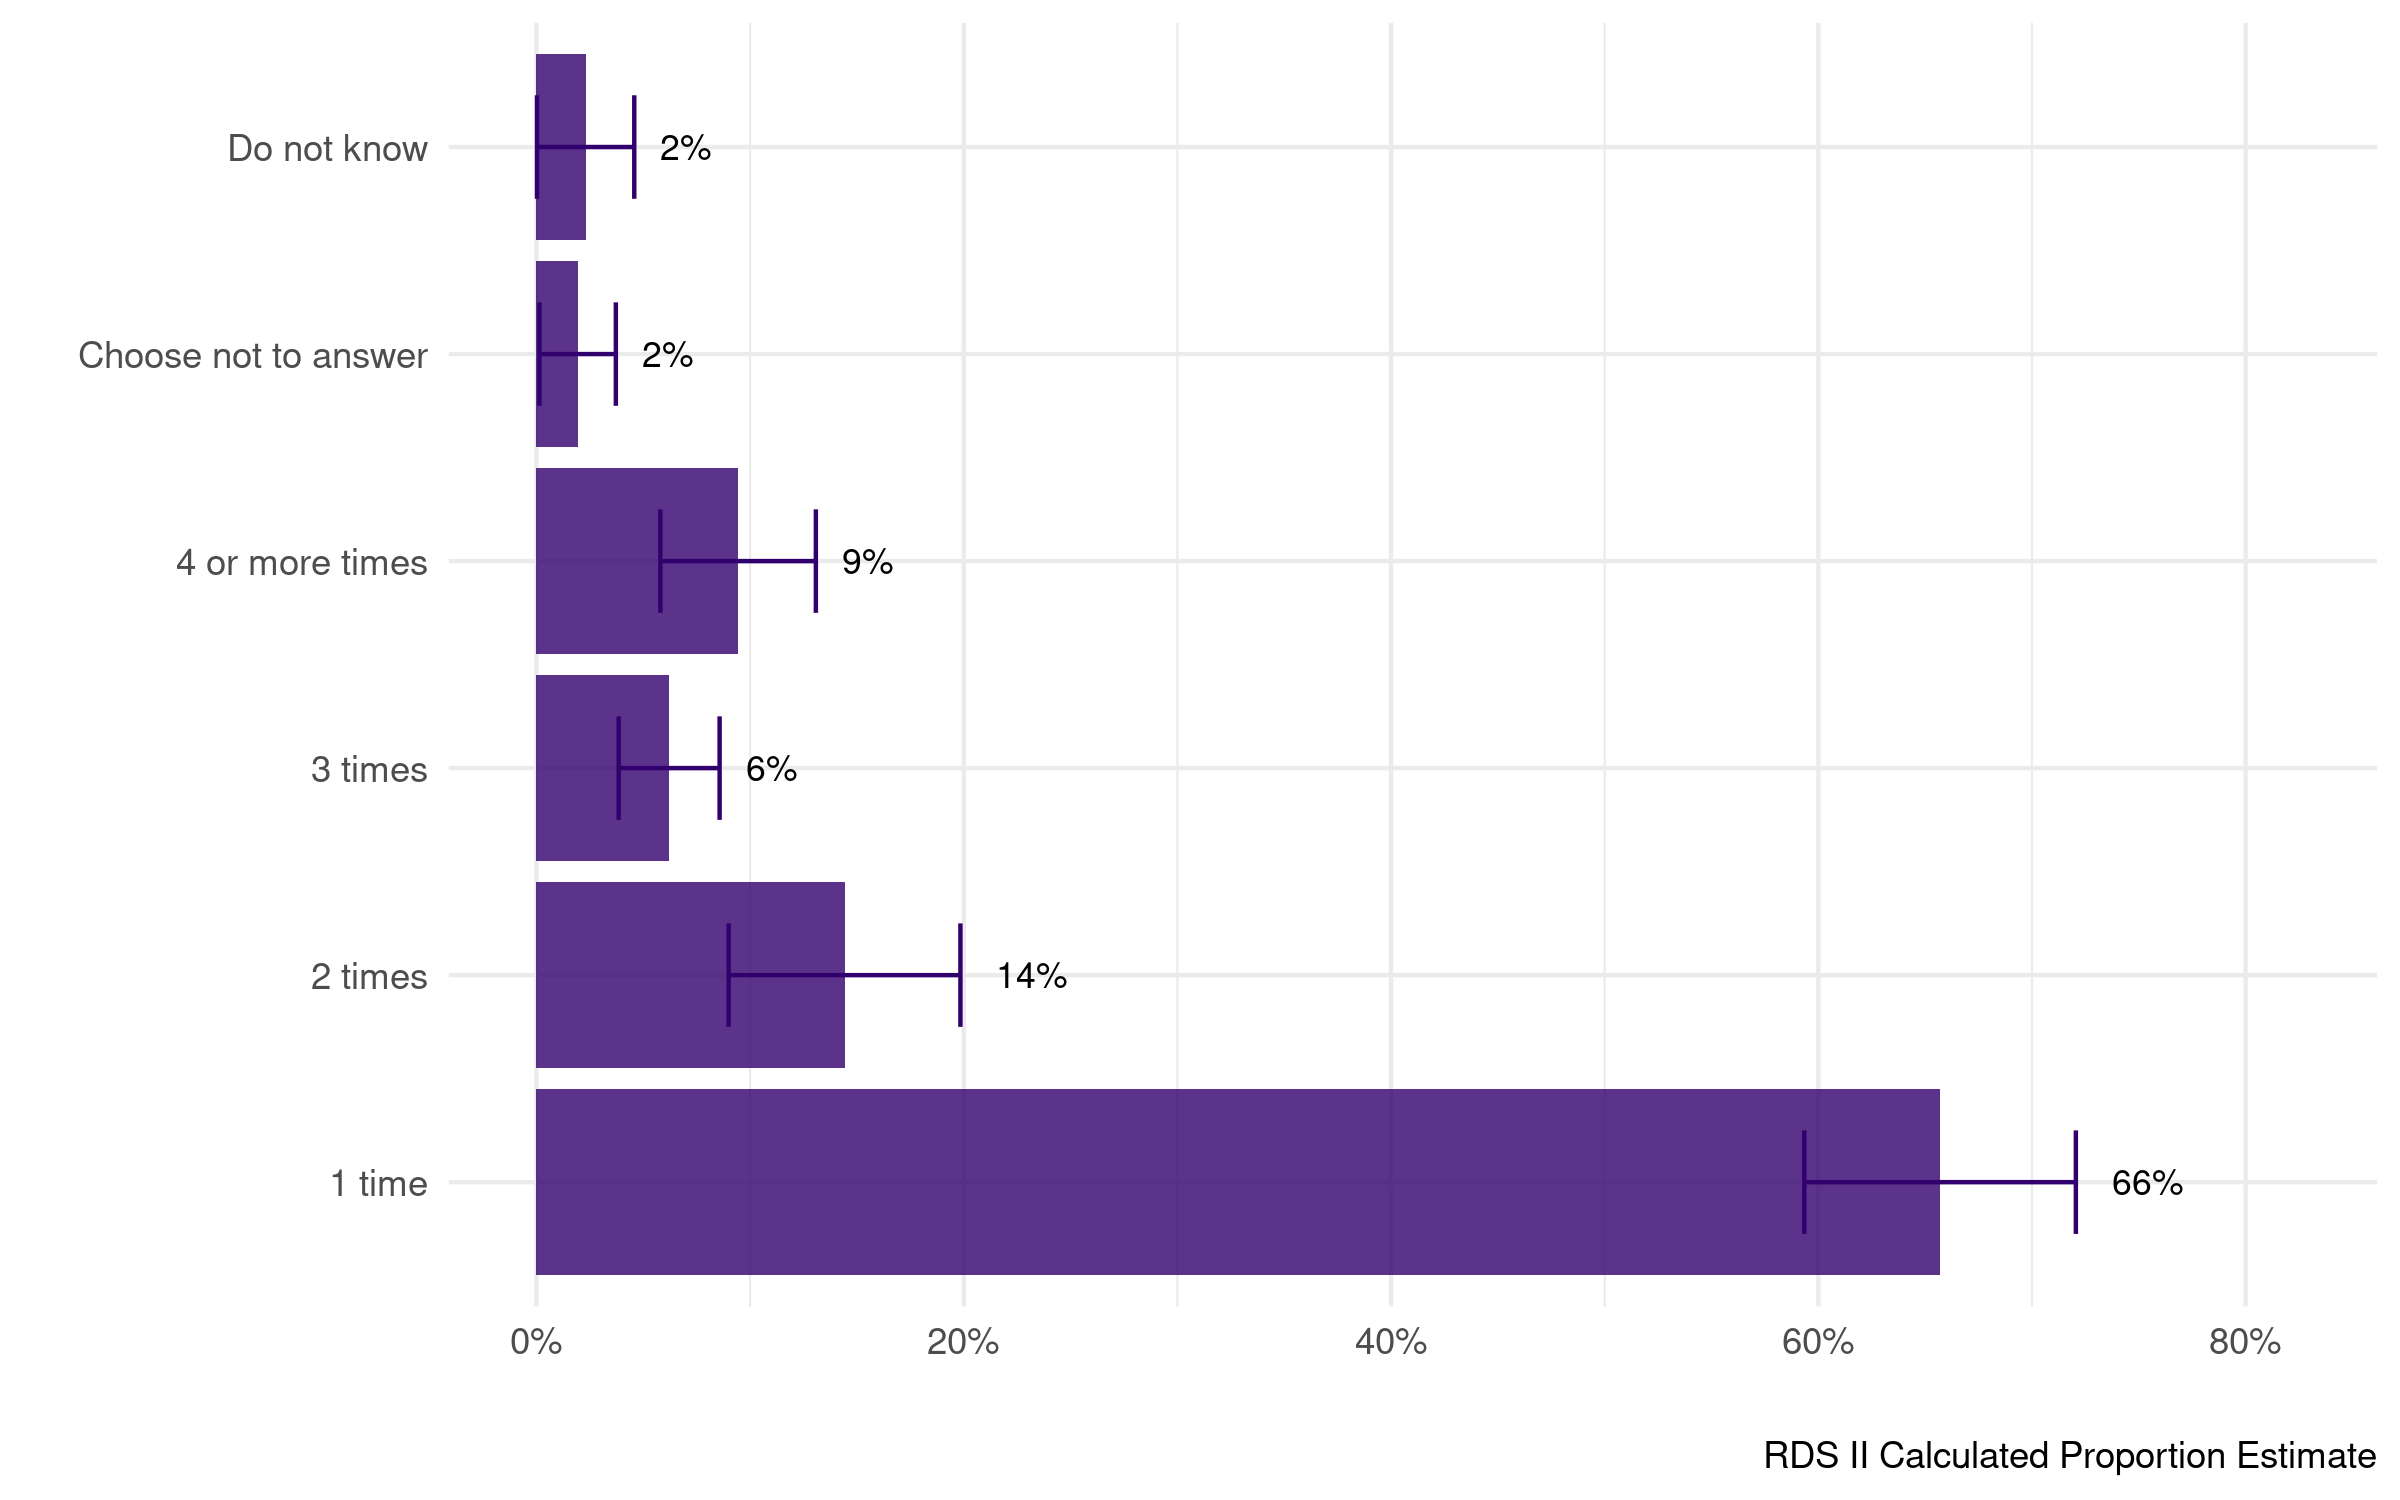 Do not know
2%
Choose not to answer
2%
4 or more times
9%
3 times
6%
2 times
14%
1 time
66%
0% 20% 40% 60% 80%
RDS II Calculated Proportion Estimate